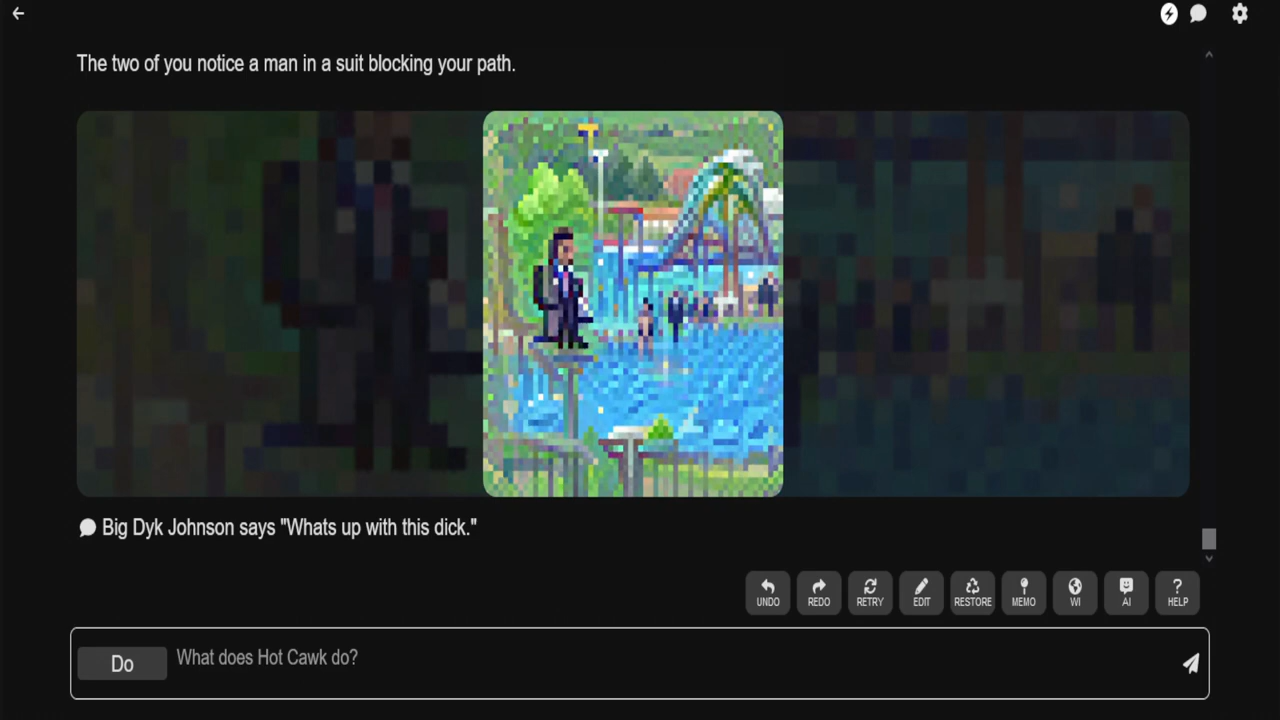 The two of you notice a man in a suit blocking your path.
Big Dyk Johnson says "Whats up with this dick."
UNDO REDO RETRY EDIT RESTORE MEMO WI AI HELP
Do What does Hot Cawk do?